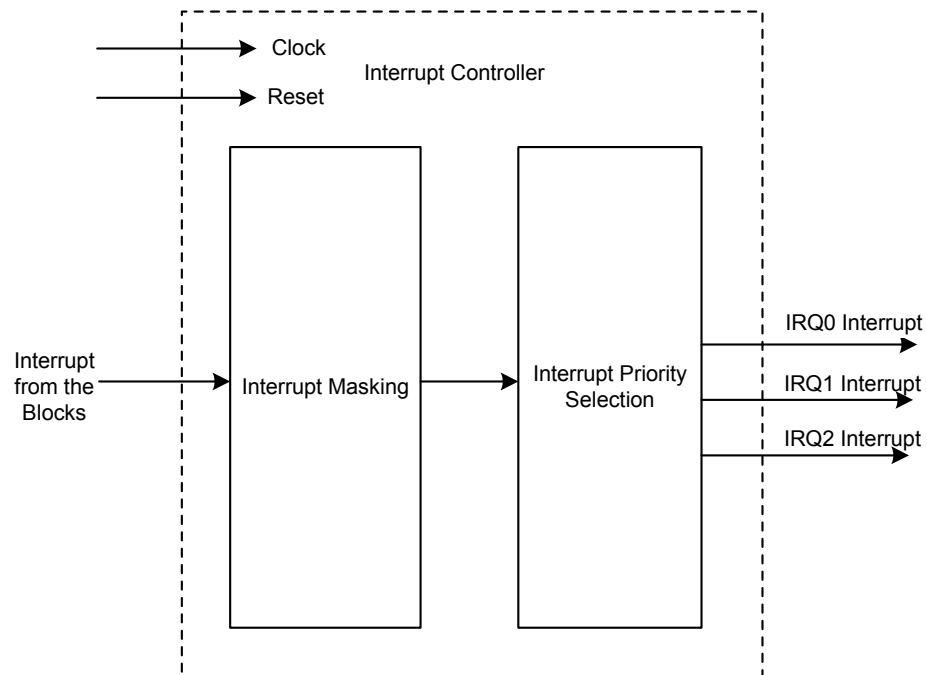 Clock
Interrupt Controller
Reset
Interrupt
from the
Blocks
Interrupt Masking
Interrupt Priority
Selection
IRQ0 Interrupt
IRQ1 Interrupt
IRQ2 Interrupt